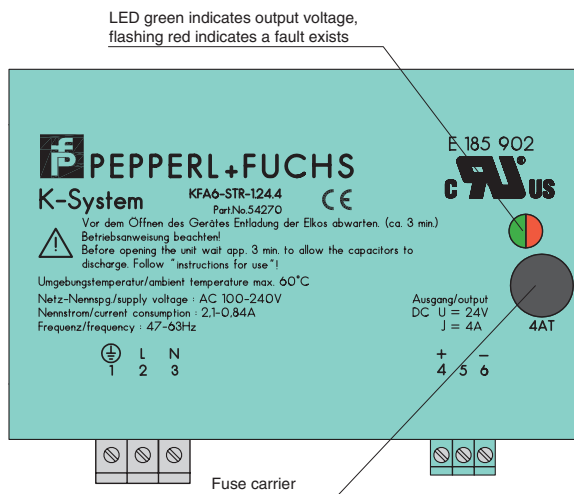 LED green indicates output voltage,
flashing red indicates a fault exists
E 185 902
PEPPERL+FUCHS
C RU US
K-System
KFA6-STR-1.24.4
Part.No.54270
CE
Vor dem Öffnen des Gerätes Entladung der Elkos abwarten. (ca. 3 min.)
Betriebsanweisung beachten!
Before opening the unit wait app. 3 min. to allow the capacitors to
discharge. Follow "instructions for use"!
Umgebungstemperatur/ambient temperature max. 60°C
Netz-Nennspg./supply voltage : AC 100-240V
Nennstrom/current consumption : 2,1-0,84A
Frequenz/frequency : 47-63Hz
Ausgang/output
DC U = 24V
J = 4A
4AT
L N
1 2 3
+ −
4 5 6
Fuse carrier